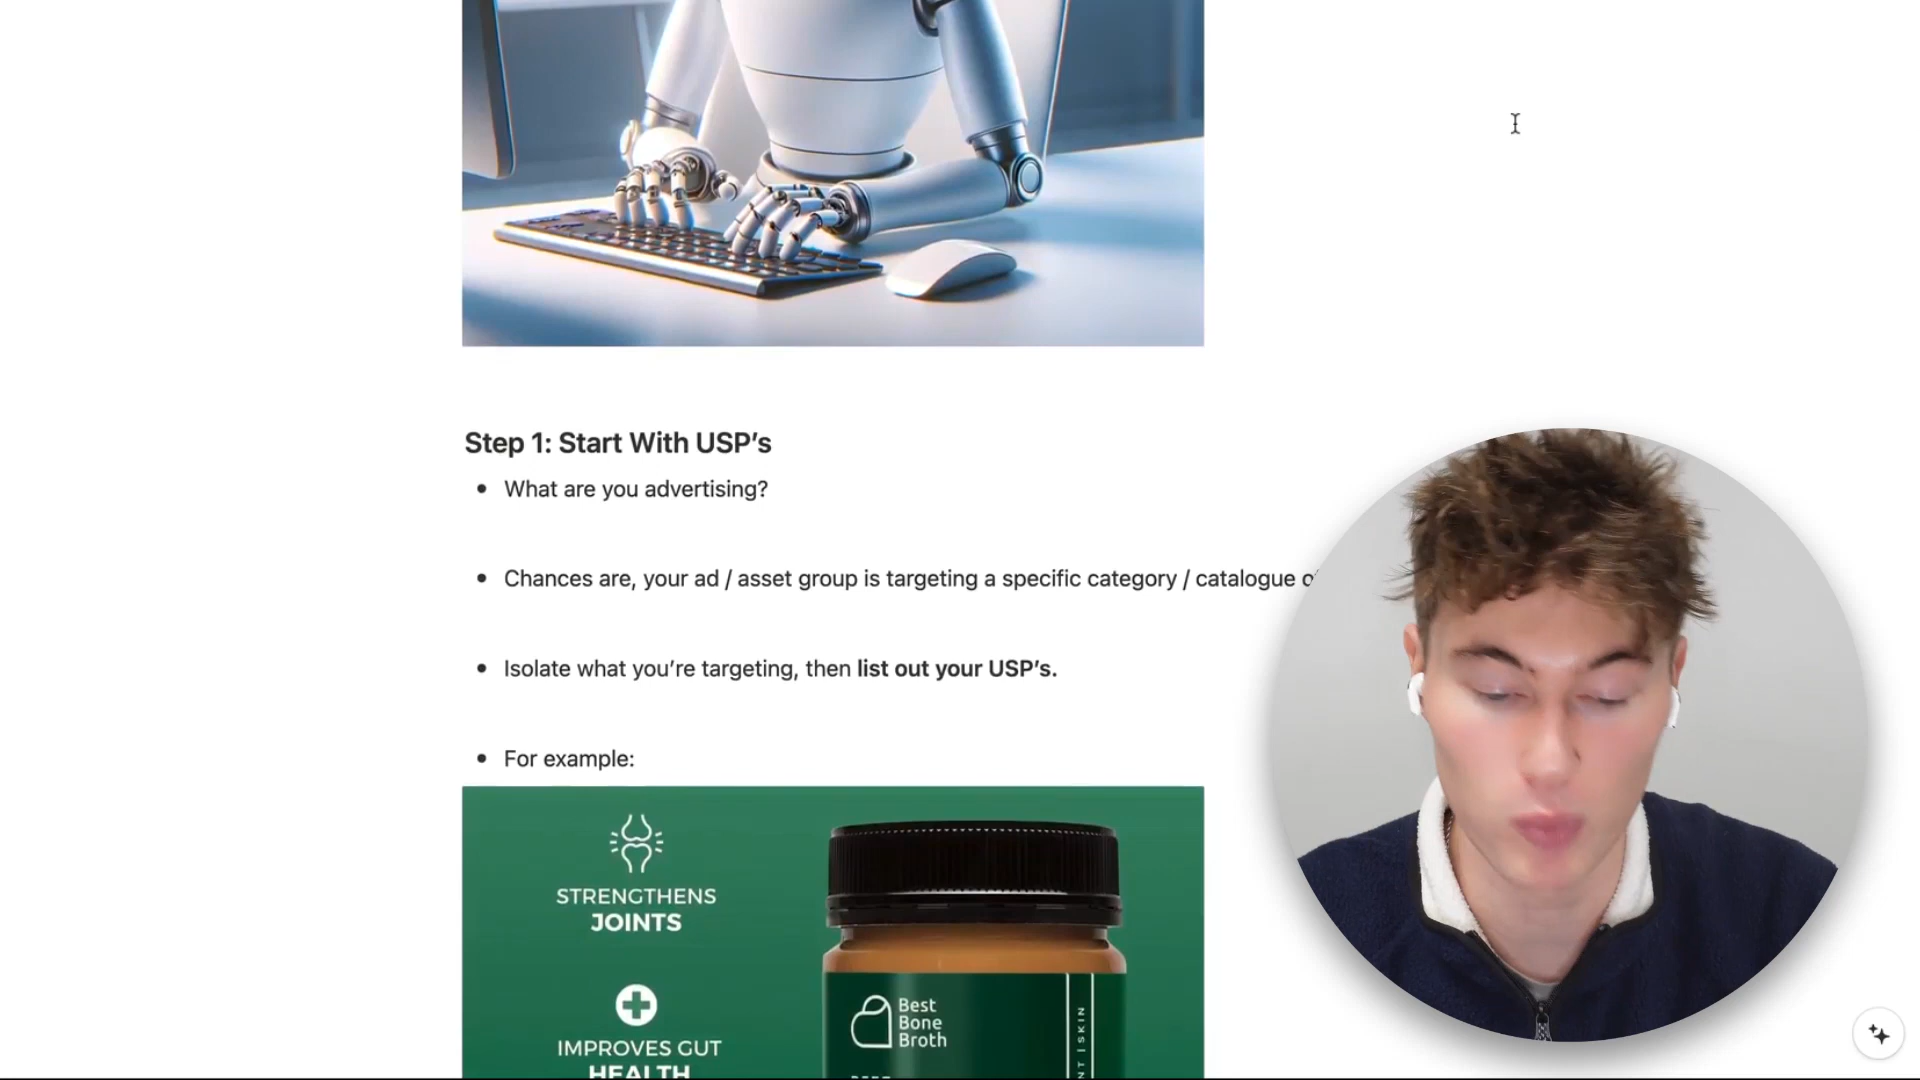 Step 1: Start With USP’s
What are you advertising?
Chances are, your ad / asset group is targeting a specific category / catalogue
Isolate what you’re targeting, then list out your USP’s.
For example:
STRENGTHENS
JOINTS
IMPROVES GUT
HEALTH
Best
Bone
Broth
SKIN